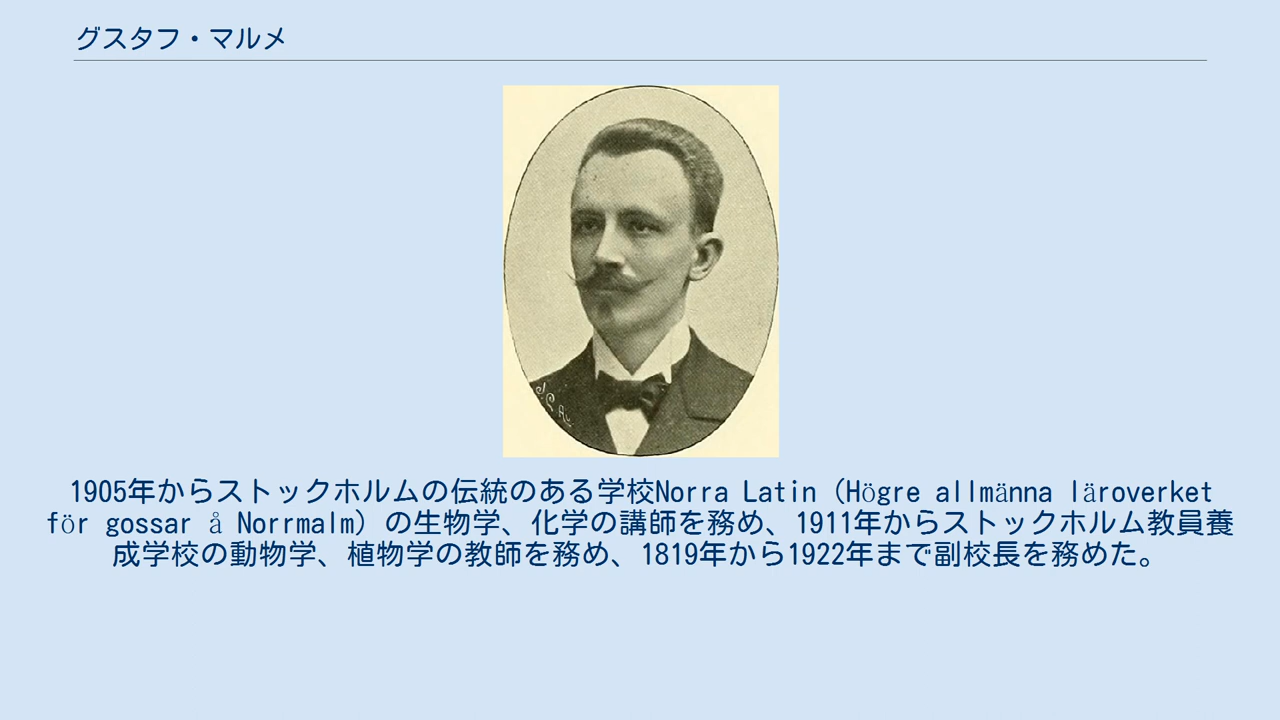 グスタフ・マルメ
1905年からストックホルムの伝統のある学校Norra Latin（Högre allmänna läroverket
för gossar å Norrmalm）の生物学、化学の講師を務め、1911年からストックホルム教員養
成学校の動物学、植物学の教師を務め、1819年から1922年まで副校長を務めた。